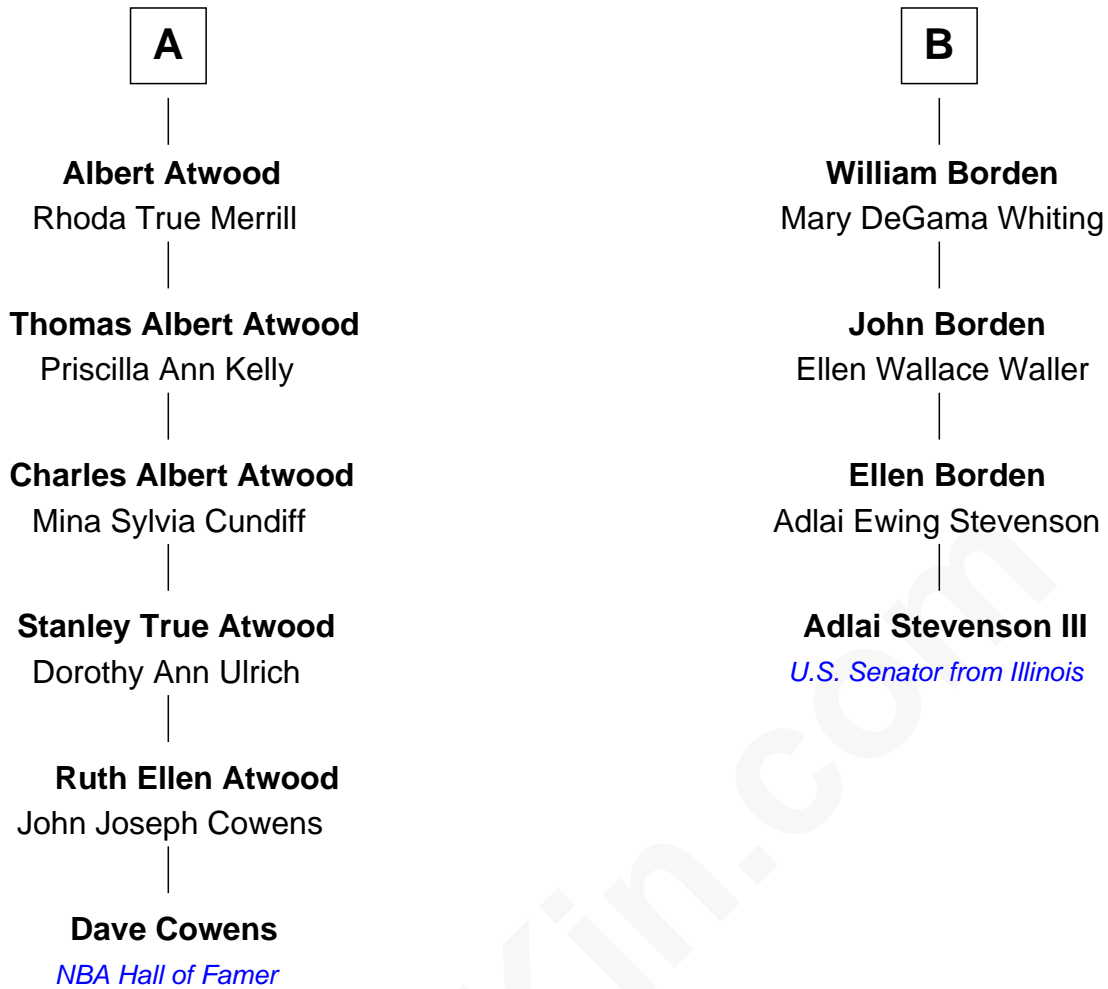 A
Albert Atwood
Rhoda True Merrill
Thomas Albert Atwood
Priscilla Ann Kelly
Charles Albert Atwood
Mina Sylvia Cundiff
Stanley True Atwood
Dorothy Ann Ulrich
Ruth Ellen Atwood
John Joseph Cowens
Dave Cowens
NBA Hall of Famer
B
William Borden
Mary DeGama Whiting
John Borden
Ellen Wallace Waller
Ellen Borden
Adlai Ewing Stevenson
Adlai Stevenson III
U.S. Senator from Illinois